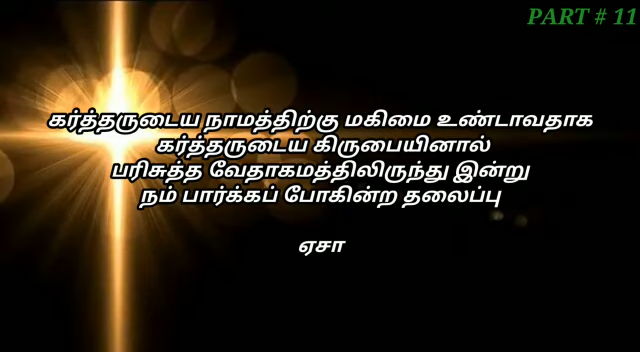 PART # 11
கர்த்தருடைய நாமத்திற்கு மகிமை உண்டாவதாக
கர்த்தருடைய கிருபையினால்
பரிசுத்த வேதாகமத்திலிருந்து இன்று
நம் பார்க்கப் போகின்ற தலைப்பு
ஏசா